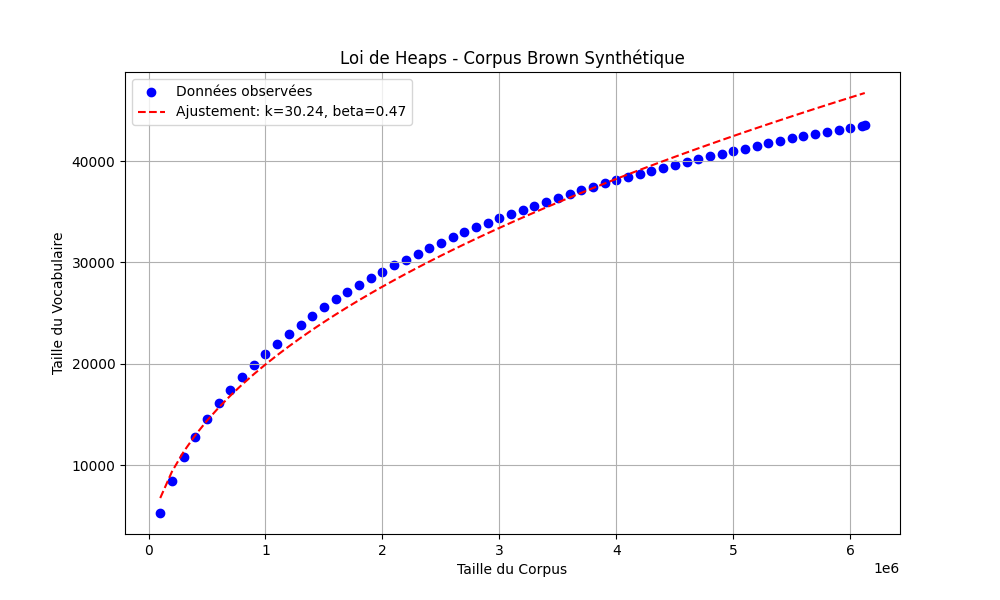 Loi de Heaps - Corpus Brown Synthétique
Données observées
Ajustement: k=30.24, beta=0.47
Taille du Vocabulaire
40000
30000
20000
10000
0 1 2 3 4 5 6
1e6
Taille du Corpus